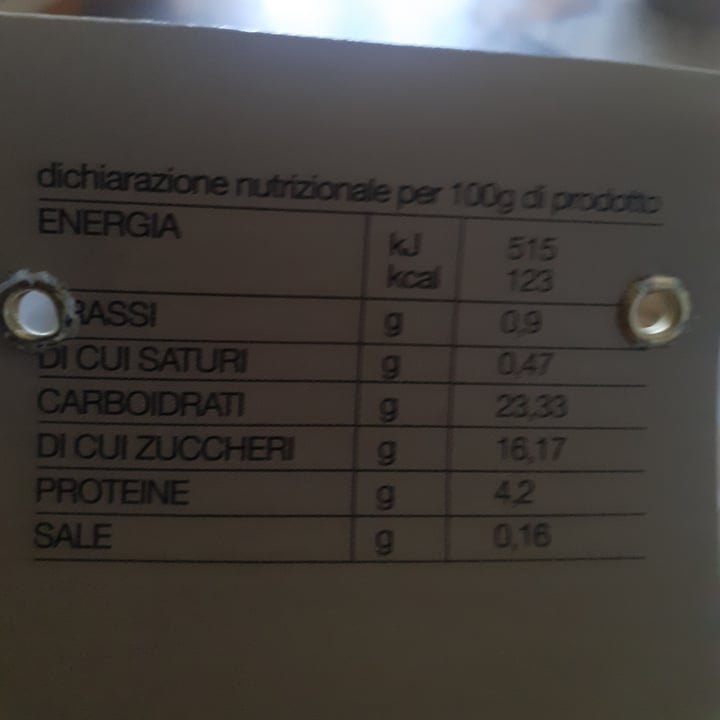 dichiarazione nutrizionale per 100g di prodotto
ENERGIA kJ 515
kcal 123
RASSI g 0,9
DI CUI SATURI g 0,47
CARBOIDRATI g 23,33
DI CUI ZUCCHERI g 16,17
PROTEINE g 4,2
SALE g 0,16